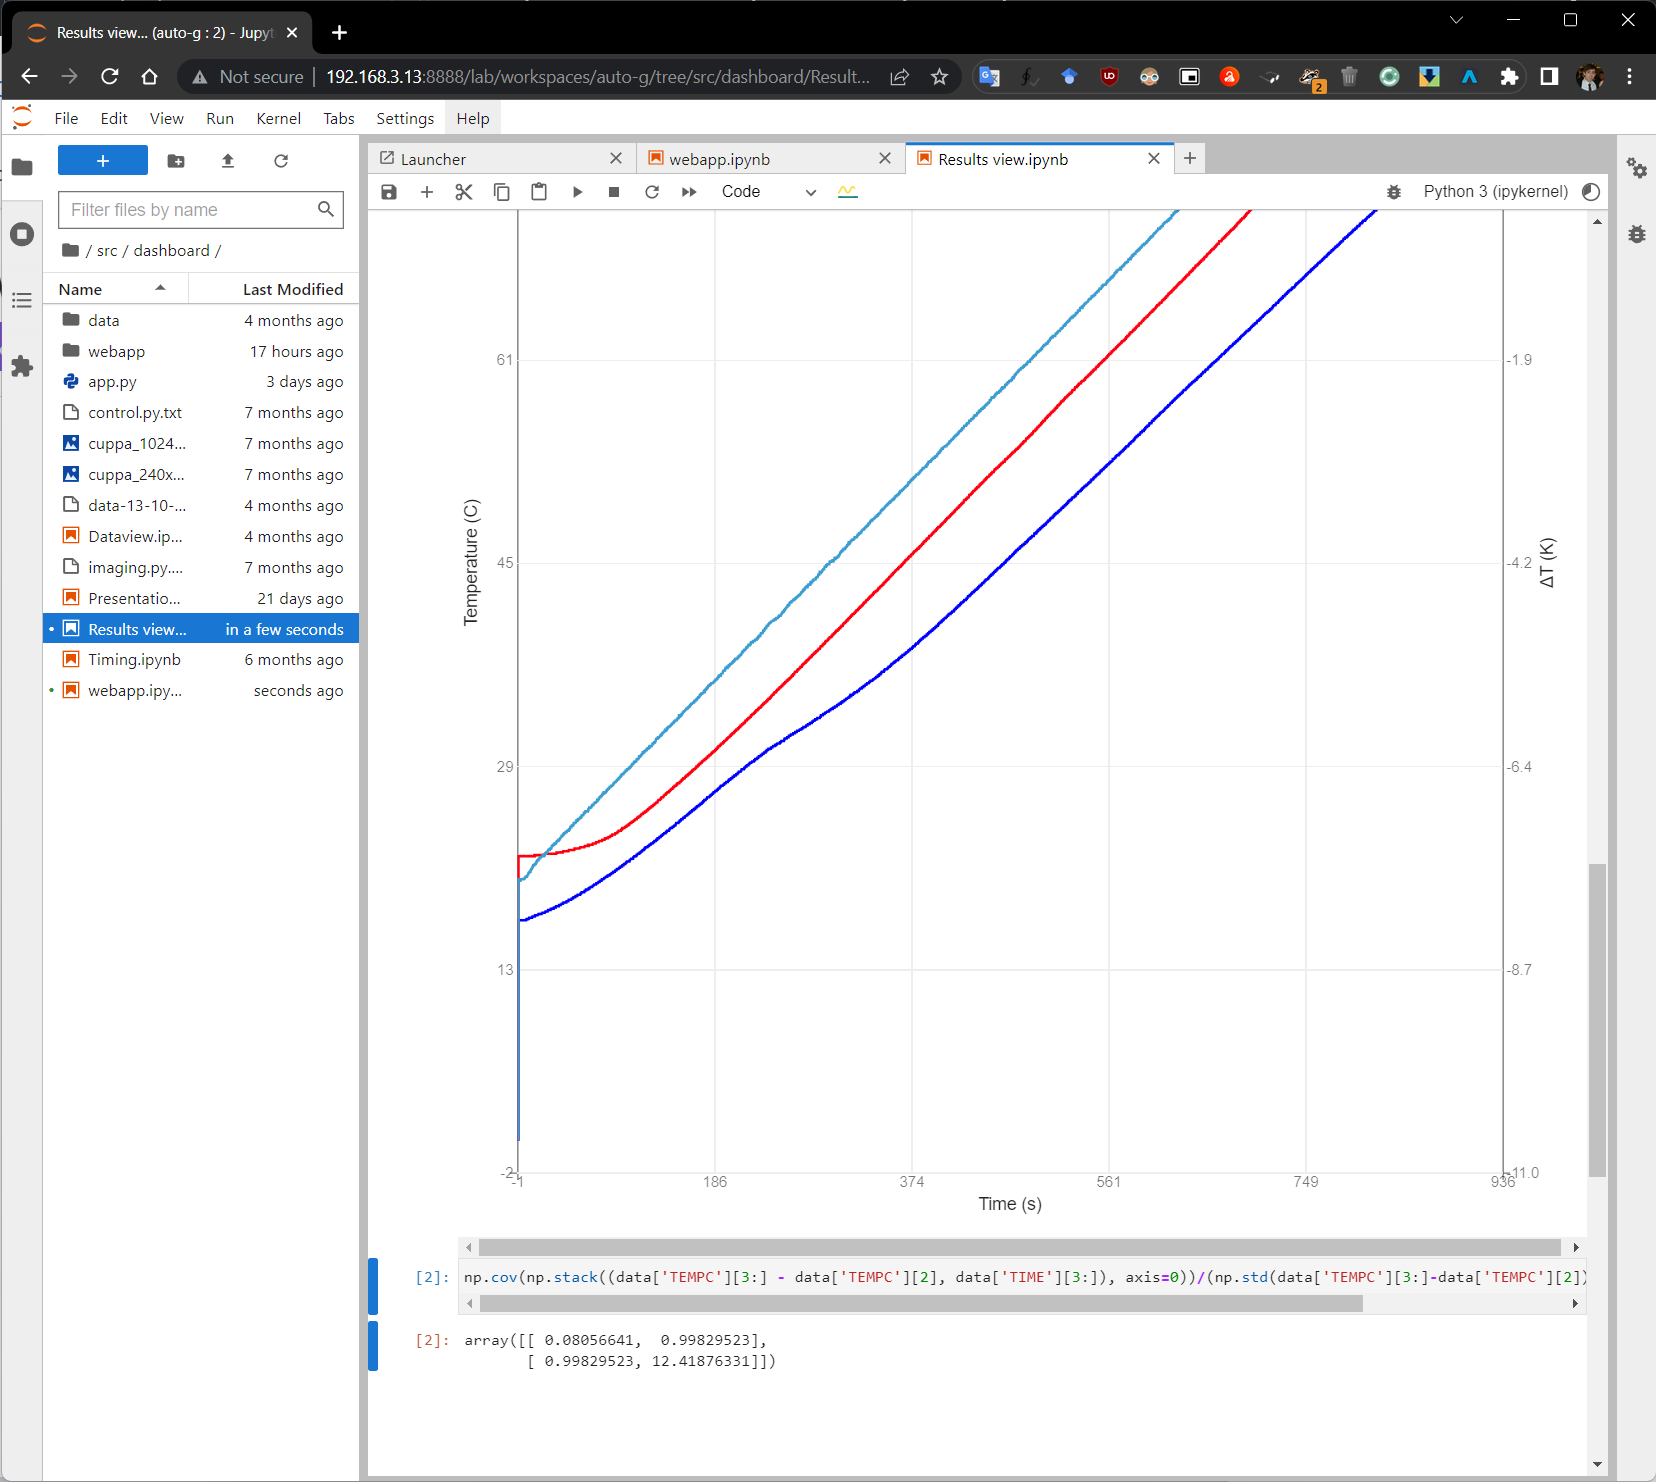 Results view... (auto-g : 2) - Jupyt
Not secure | 192.168.3.13:8888/lab/workspaces/auto-g/tree/src/dashboard/Result...
2
File Edit View Run Kernel Tabs Settings Help
Launcher
webapp.ipynb
Results view.ipynb
Code
Python 3 (ipykernel)
Filter files by name
/ src / dashboard /
Name Last Modified
data 4 months ago
webapp 17 hours ago
app.py 3 days ago
control.py.txt 7 months ago
cuppa_1024... 7 months ago
cuppa_240x... 7 months ago
data-13-10-... 4 months ago
Dataview.ip... 4 months ago
imaging.py.... 7 months ago
Presentatio... 21 days ago
Results view... in a few seconds
Timing.ipynb 6 months ago
webapp.ipy... seconds ago
Temperature (C)
61
45
29
13
-2
-1.9
-4.2
-6.4
-8.7
-11.0
ΔT (K)
-1 186 374 561 749 936
Time (s)
[2]: np.cov(np.stack((data['TEMPC'][3:] - data['TEMPC'][2], data['TIME'][3:]), axis=0))/(np.std(data['TEMPC'][3:]-data['TEMPC'][2])
[2]: array([[ 0.08056641, 0.99829523],
[ 0.99829523, 12.41876331]])